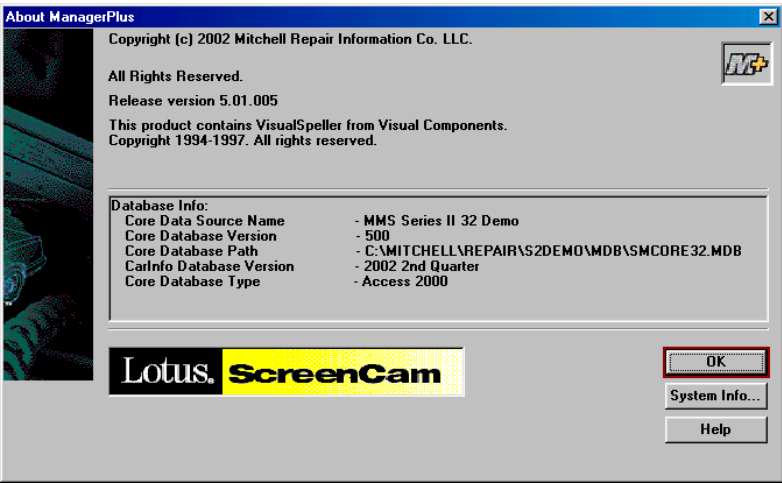 About ManagerPlus
Copyright (c) 2002 Mitchell Repair Information Co. LLC.
M+
All Rights Reserved.
Release version 5.01.005
This product contains VisualSpeller from Visual Components.
Copyright 1994-1997. All rights reserved.
Database Info:
Core Data Source Name - MMS Series II 32 Demo
Core Database Version - 500
Core Database Path - C:\MITCHELL\REPAIR\S2DEMO\MDB\SMCORE32.MDB
CarInfo Database Version - 2002 2nd Quarter
Core Database Type - Access 2000
Lotus. ScreenCam
OK
System Info...
Help